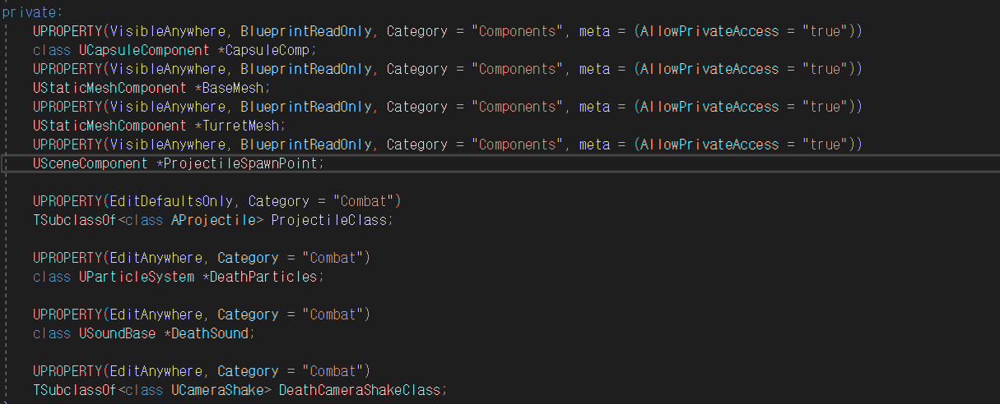 private:
UPROPERTY(VisibleAnywhere, BlueprintReadOnly, Category = "Components", meta = (AllowPrivateAccess = "true"))
class UCapsuleComponent *CapsuleComp;
UPROPERTY(VisibleAnywhere, BlueprintReadOnly, Category = "Components", meta = (AllowPrivateAccess = "true"))
UStaticMeshComponent *BaseMesh;
UPROPERTY(VisibleAnywhere, BlueprintReadOnly, Category = "Components", meta = (AllowPrivateAccess = "true"))
UStaticMeshComponent *TurretMesh;
UPROPERTY(VisibleAnywhere, BlueprintReadOnly, Category = "Components", meta = (AllowPrivateAccess = "true"))
USceneComponent *ProjectileSpawnPoint;
UPROPERTY(EditDefaultsOnly, Category = "Combat")
TSubclassOf<class AProjectile> ProjectileClass;
UPROPERTY(EditAnywhere, Category = "Combat")
class UParticleSystem *DeathParticles;
UPROPERTY(EditAnywhere, Category = "Combat")
class USoundBase *DeathSound;
UPROPERTY(EditAnywhere, Category = "Combat")
TSubclassOf<class UCameraShake> DeathCameraShakeClass;